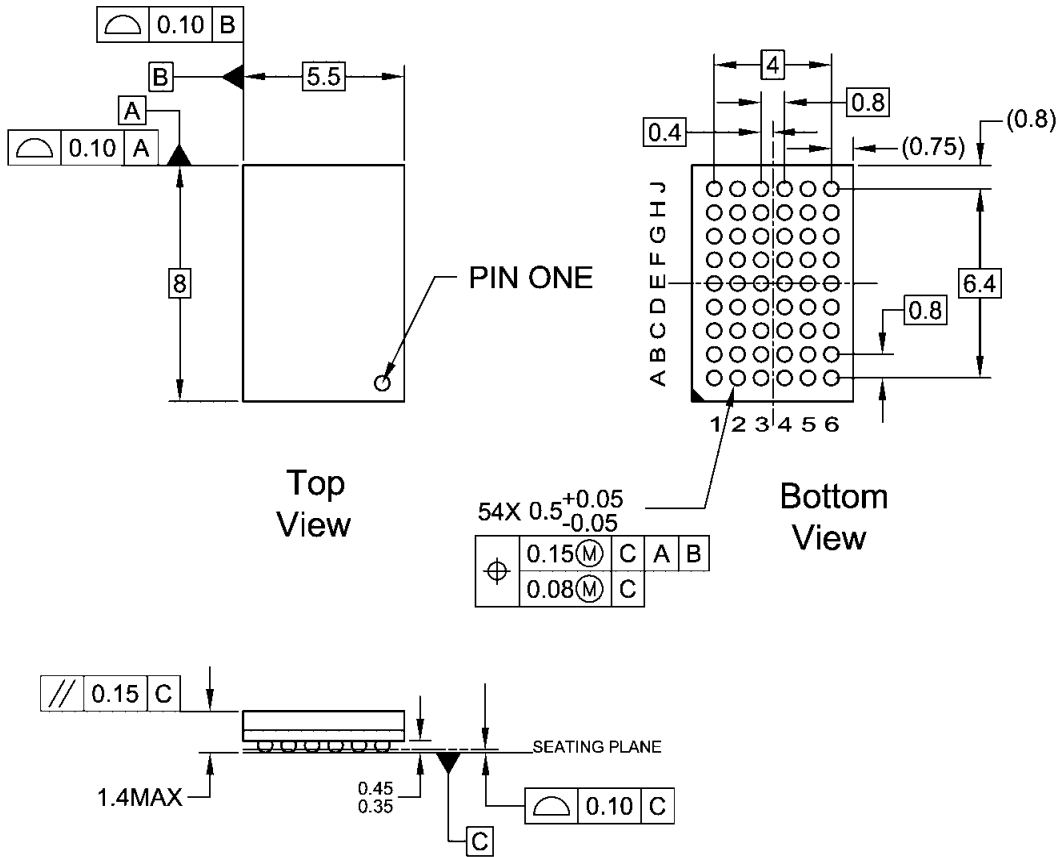 0.10 B
B
5.5
A
0.10 A
8
PIN ONE
Top
View
4
0.8
0.4
(0.75)
(0.8)
J
H
G
F
E
D
C
B
A
6.4
0.8
1 2 3 4 5 6
54X 0.5 +0.05
-0.05
0.15 Ⓜ C A B
0.08 Ⓜ C
Bottom
View
// 0.15 C
1.4MAX
0.45
0.35
SEATING PLANE
0.10 C
C